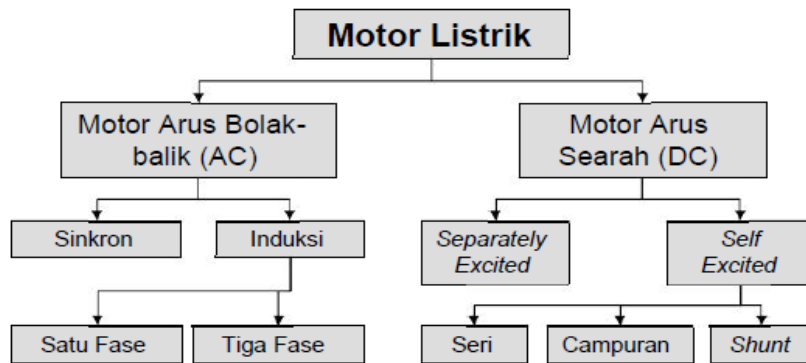 Motor Listrik
Motor Arus Bolak-
balik (AC)
Motor Arus
Searah (DC)
Sinkron
Induksi
Separately
Excited
Self
Excited
Satu Fase
Tiga Fase
Seri
Campuran
Shunt